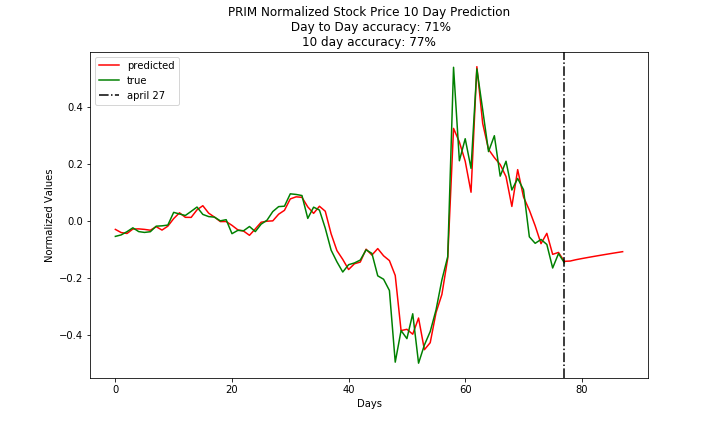 PRIM Normalized Stock Price 10 Day Prediction
Day to Day accuracy: 71%
10 day accuracy: 77%
predicted
true
april 27
Normalized Values
0.4
0.2
0.0
−0.2
−0.4
0 20 40 60 80
Days